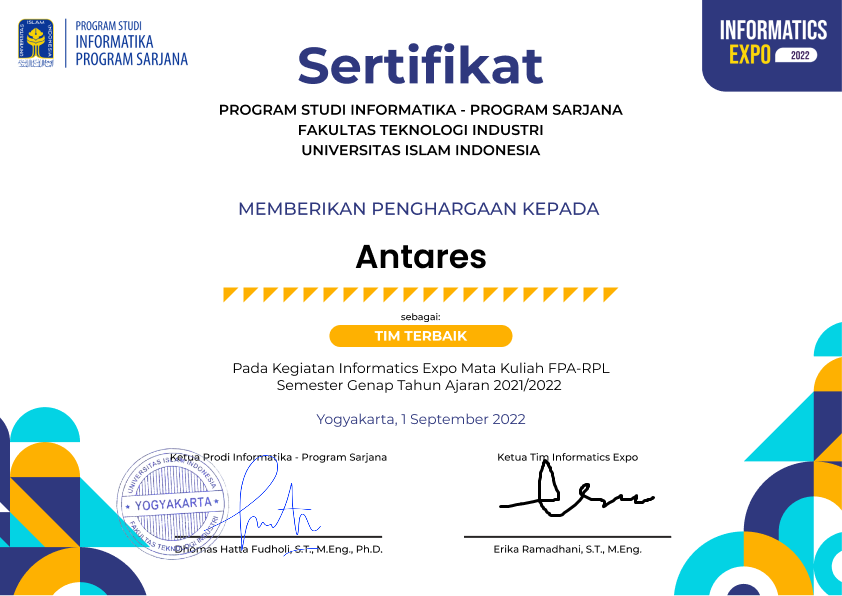 UNIVERSITAS ISLAM INDONESIA
PROGRAM STUDI
INFORMATIKA
PROGRAM SARJANA
INFORMATICS
EXPO 2022
Sertifikat
PROGRAM STUDI INFORMATIKA - PROGRAM SARJANA
FAKULTAS TEKNOLOGI INDUSTRI
UNIVERSITAS ISLAM INDONESIA
MEMBERIKAN PENGHARGAAN KEPADA
Antares
sebagai:
TIM TERBAIK
Pada Kegiatan Informatics Expo Mata Kuliah FPA-RPL
Semester Genap Tahun Ajaran 2021/2022
Yogyakarta, 1 September 2022
Ketua Prodi Informatika - Program Sarjana
UNIVERSITAS ISLAM INDONESIA
YOGYAKARTA
FAKULTAS TEKNOLOGI INDUSTRI
Dhomas Hatta Fudholi, S.T., M.Eng., Ph.D.
Ketua Tim Informatics Expo
Erika Ramadhani, S.T., M.Eng.